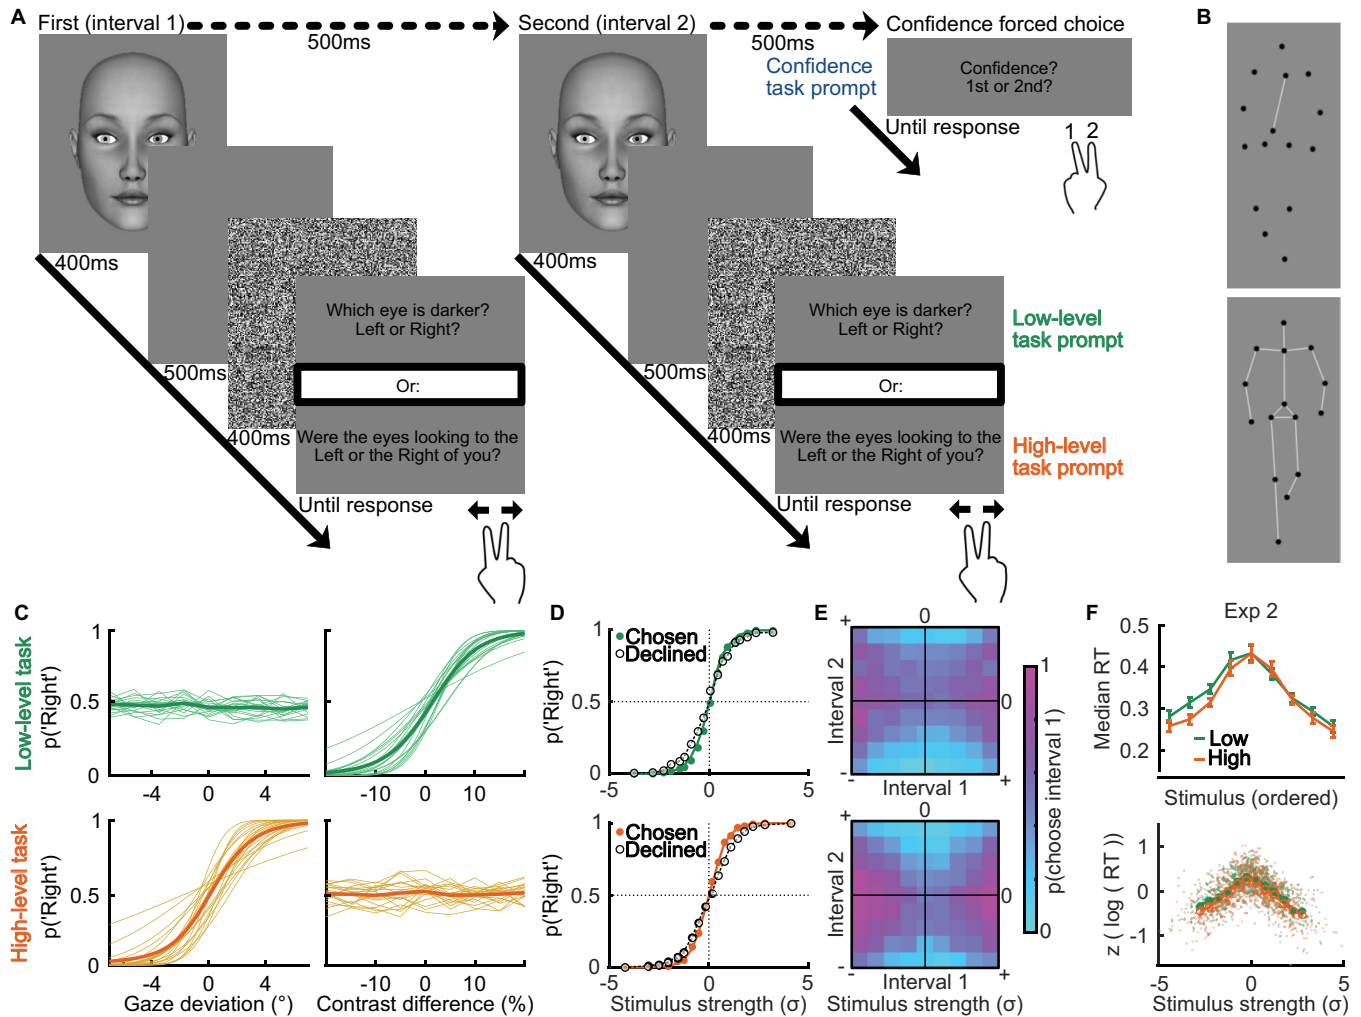 A
First (interval 1)
500ms
Second (interval 2)
500ms
Confidence forced choice
B
Confidence
task prompt
Confidence?
1st or 2nd?
Until response
1 2
400ms
400ms
Which eye is darker?
Left or Right?
Which eye is darker?
Left or Right?
Low-level
task prompt
500ms
Or:
500ms
Or:
400ms
Were the eyes looking to the
Left or the Right of you?
400ms
Were the eyes looking to the
Left or the Right of you?
High-level
task prompt
Until response
Until response
C
Low-level task
p('Right')
1
0.5
0
-4 0 4
-10 0 10
High-level task
p('Right')
1
0.5
0
-4 0 4
Gaze deviation (°)
-10 0 10
Contrast difference (%)
D
Chosen
Declined
p('Right')
1
0.5
0
-5 0 5
Chosen
Declined
p('Right')
1
0.5
0
-5 0 5
Stimulus strength (σ)
E
+ 0
Interval 2
0
- Interval 1 +
+
Interval 2
0
- Interval 1 +
Stimulus strength (σ)
1
p(choose interval 1)
0
F
Exp 2
Median RT
0.5
0.4
0.3
0.2
Low
High
Stimulus (ordered)
z ( log ( RT ))
1
0
-1
-5 0 5
Stimulus strength (σ)